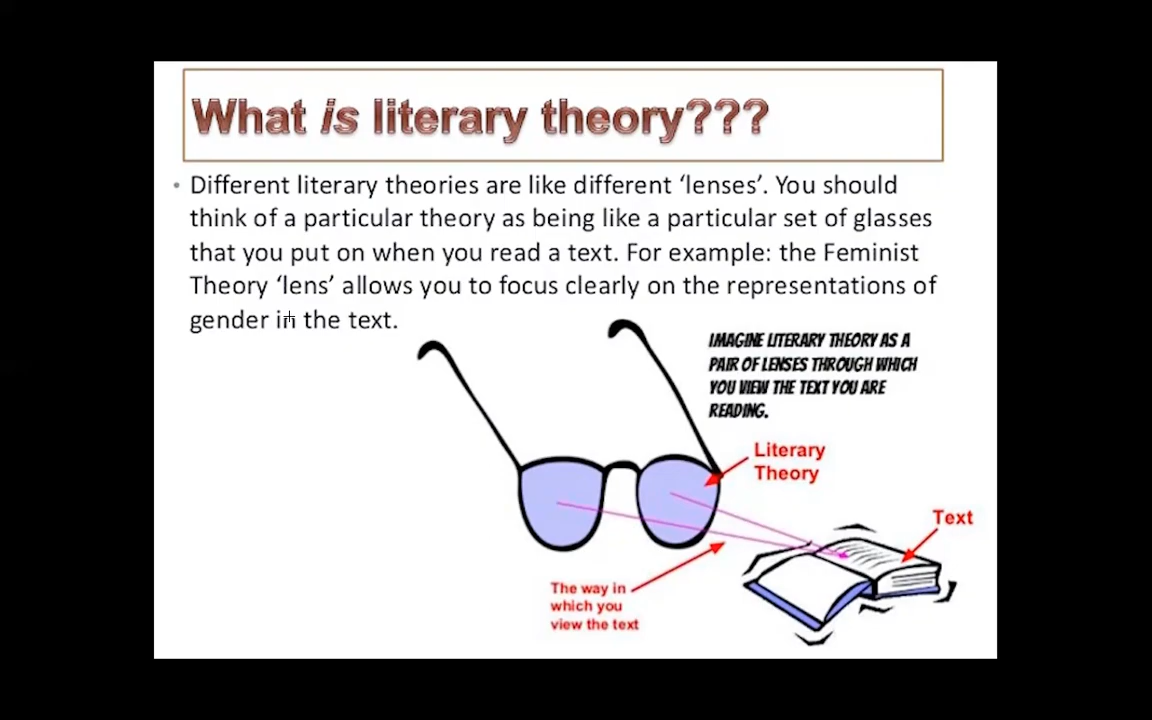 What is literary theory???
• Different literary theories are like different ‘lenses’. You should
think of a particular theory as being like a particular set of glasses
that you put on when you read a text. For example: the Feminist
Theory ‘lens’ allows you to focus clearly on the representations of
gender in the text.
IMAGINE LITERARY THEORY AS A
PAIR OF LENSES THROUGH WHICH
YOU VIEW THE TEXT YOU ARE
READING.
Literary
Theory
Text
The way in
which you
view the text